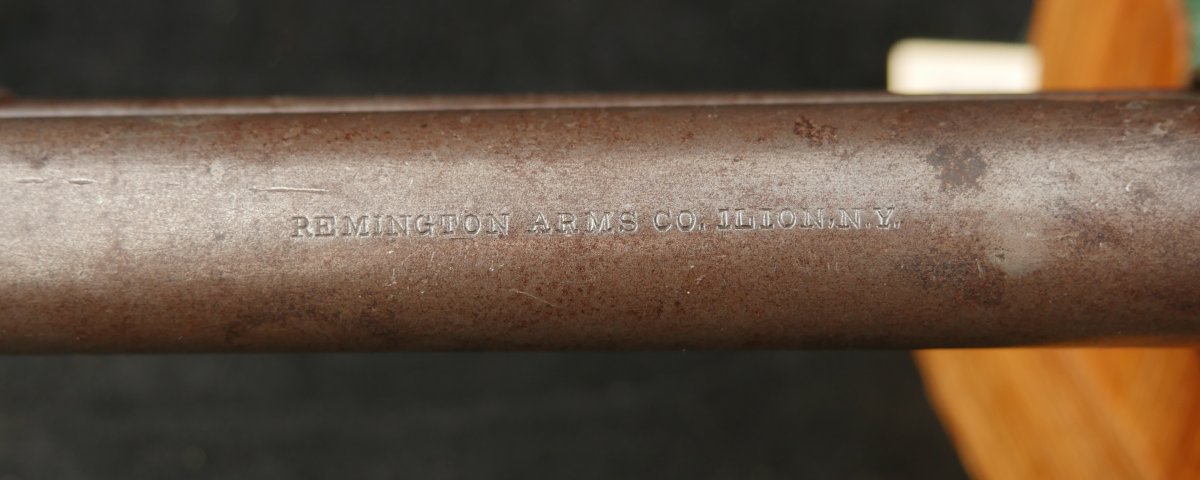 REMINGTON ARMS CO. ILION. N.Y.